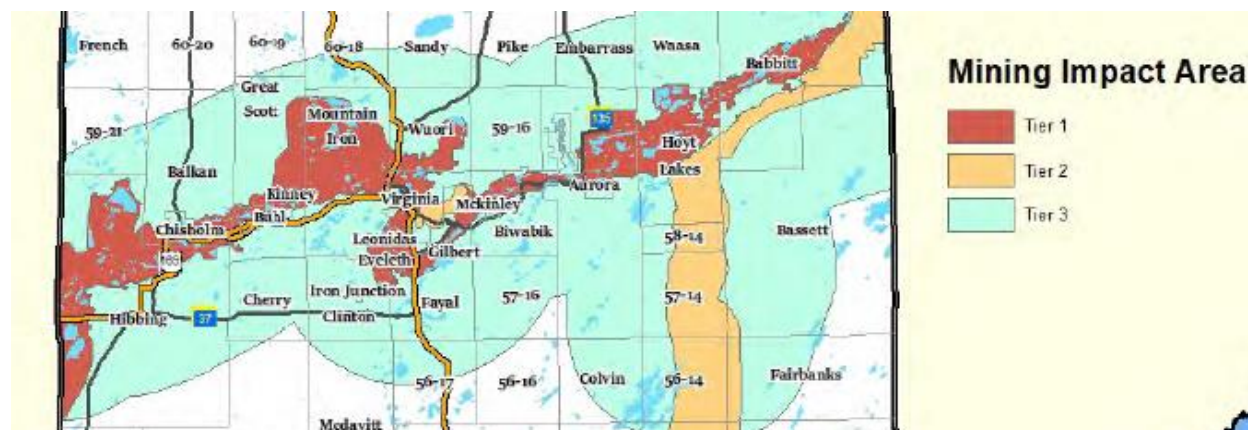 French
60-20
60-19
60-18
Sandy
Pike
Embarrass
Waasa
Babbitt
Great
Scott
Mountain
Iron
Wuori
59-16
135
Hoyt
Lakes
59-21
Balkan
Kinney
Buhl
Virginia
Mckinley
Aurora
Chisholm
Leonidas
Eveleth
Gilbert
Biwabik
58-14
Bassett
169
Cherry
Iron Junction
Clinton
Fayal
57-16
57-14
Hibbing
37
56-17
56-16
Colvin
56-14
Fairbanks
Mcdavitt
Mining Impact Area
Tier 1
Tier 2
Tier 3